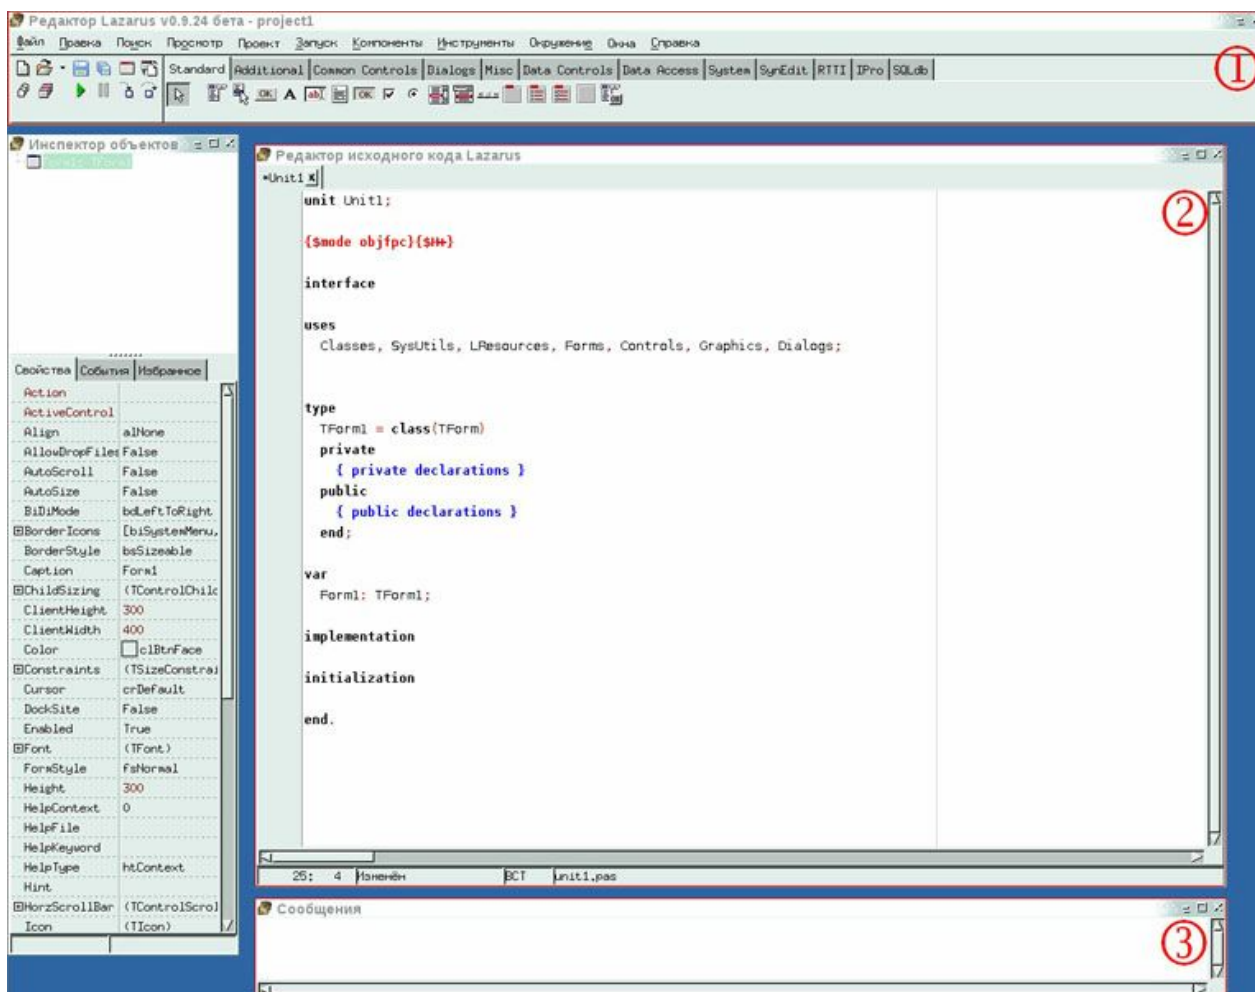 Редактор Lazarus v0.9.24 бета - project1
Файл Правка Поиск Просмотр Проект Запуск Компоненты Инструменты Окружение Окна Справка
Standard Additional Common Controls Dialogs Misc Data Controls Data Access System SynEdit RTTI IPro SQLdb
1
Инспектор объектов
Form1: TForm1
Свойства События Избранное
Action
ActiveControl
Align alNone
AllowDropFiles False
AutoScroll False
AutoSize False
BiDiMode bdLeftToRight
BorderIcons [biSystemMenu,
BorderStyle bsSizeable
Caption Form1
ChildSizing (TControlChild
ClientHeight 300
ClientWidth 400
Color clBtnFace
Constraints (TSizeConstrai
Cursor crDefault
DockSite False
Enabled True
Font (TFont)
FormStyle fsNormal
Height 300
HelpContext 0
HelpFile
HelpKeyword
HelpType htContext
Hint
HorzScrollBar (TControlScrol
Icon (TIcon)
Редактор исходного кода Lazarus
*Unit1
2
unit Unit1;
{$mode objfpc}{$H+}
interface
uses
Classes, SysUtils, LResources, Forms, Controls, Graphics, Dialogs;
type
TForm1 = class(TForm)
private
{ private declarations }
public
{ public declarations }
end;
var
Form1: TForm1;
implementation
initialization
end.
25: 4 Изменён ВСТ unit1.pas
Сообщения
3